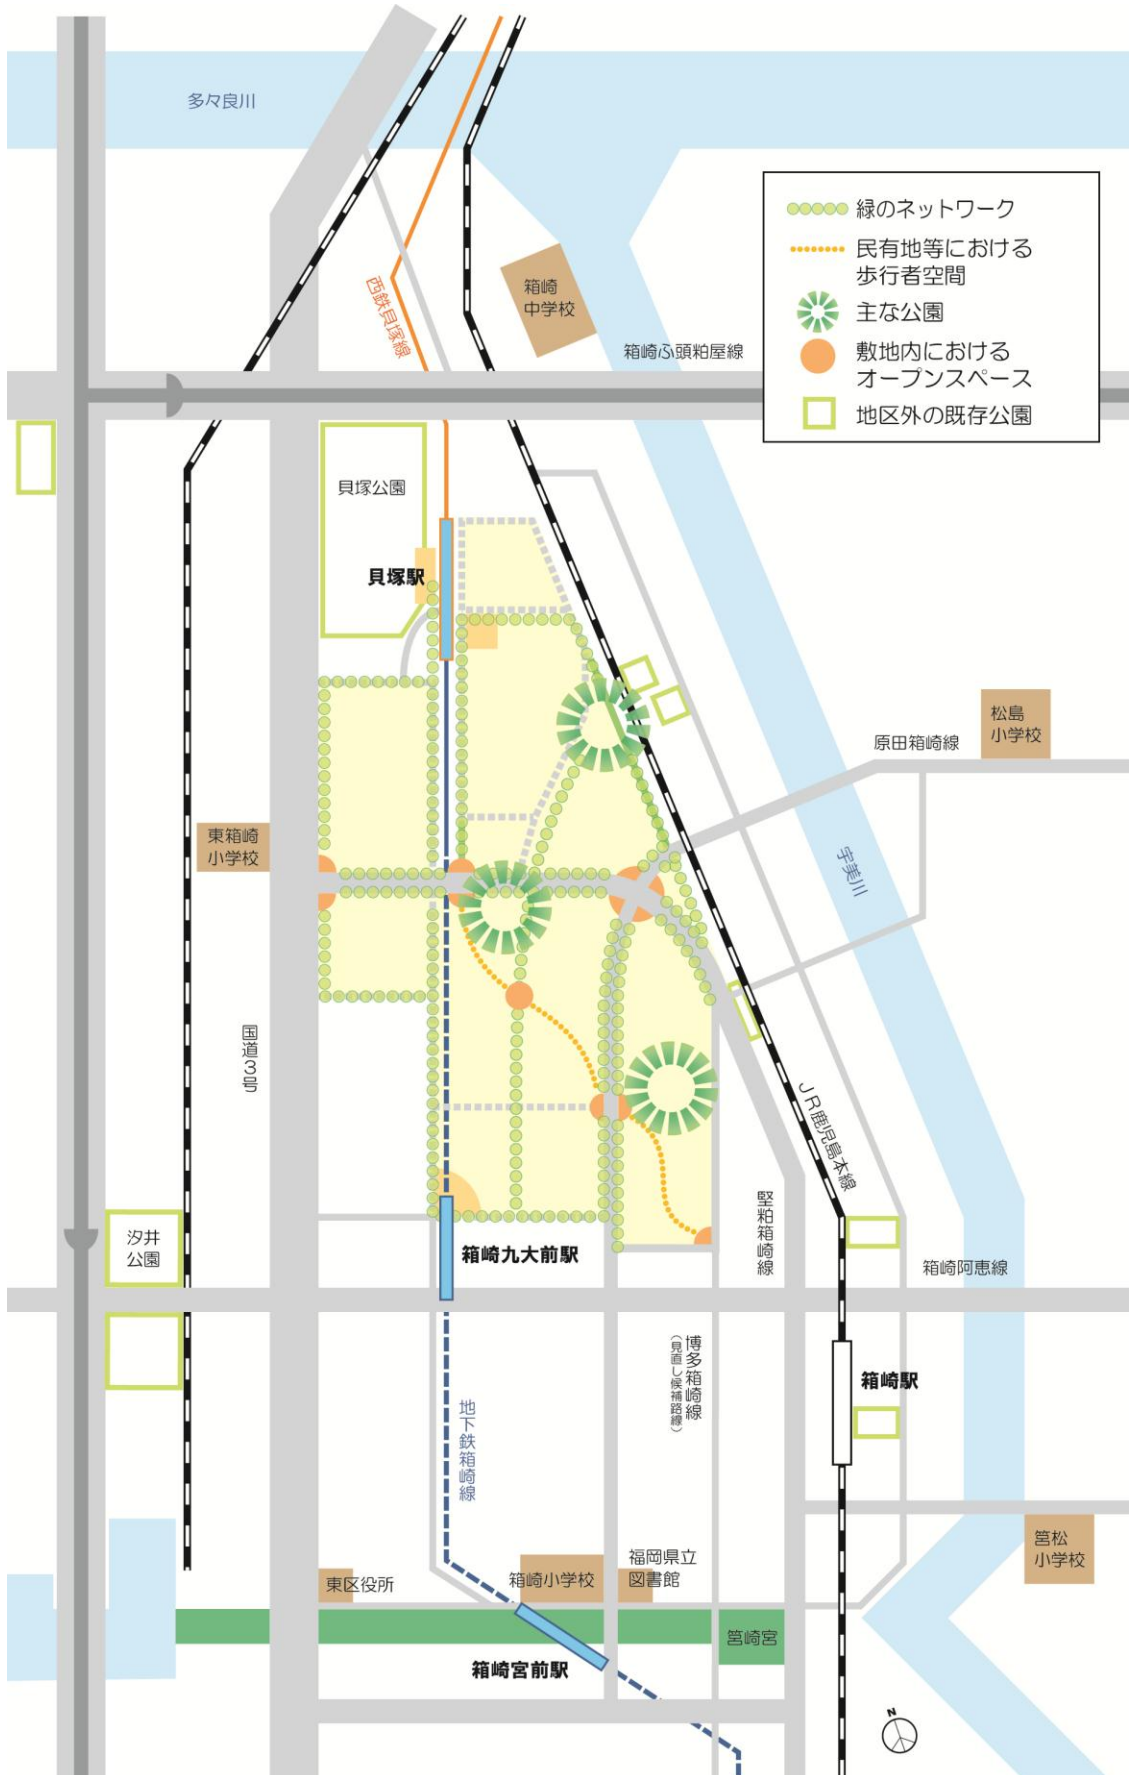 多々良川
緑のネットワーク
民有地等における
歩行者空間
主な公園
敷地内における
オープンスペース
地区外の既存公園
箱崎
中学校
西鉄貝塚線
箱崎ふ頭粕屋線
貝塚公園
貝塚駅
松島
小学校
原田箱崎線
東箱崎
小学校
宇美川
国道3号
JR鹿児島本線
堅粕箱崎線
汐井
公園
箱崎九大前駅
箱崎阿恵線
博多箱崎線
(見直し候補路線)
箱崎駅
地下鉄箱崎線
筥松
小学校
福岡県立
図書館
箱崎小学校
東区役所
筥崎宮
箱崎宮前駅
N